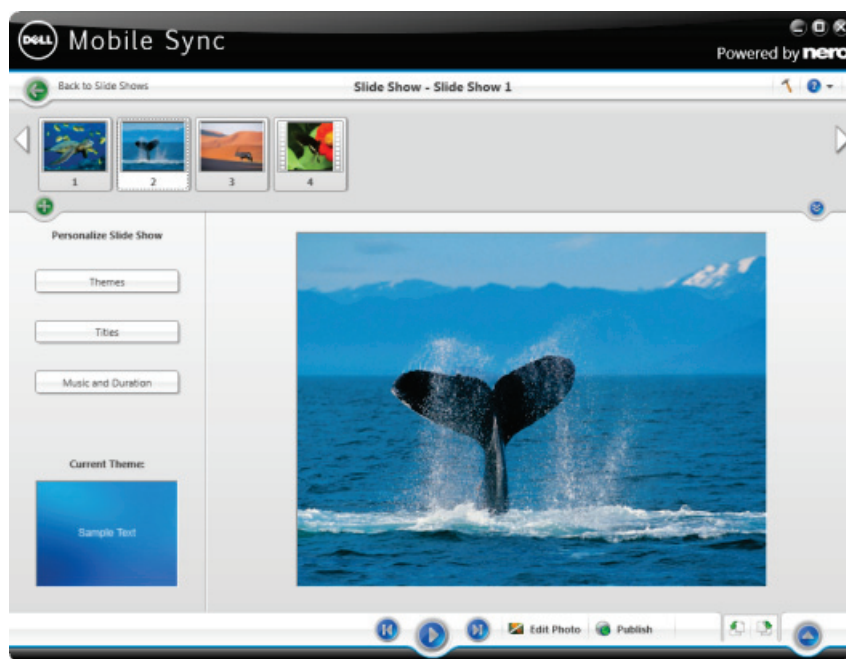 DELL Mobile Sync
Powered by nero
Back to Slide Shows
Slide Show - Slide Show 1
1
2
3
4
Personalize Slide Show
Themes
Titles
Music and Duration
Current Theme:
Sample Text
Edit Photo
Publish